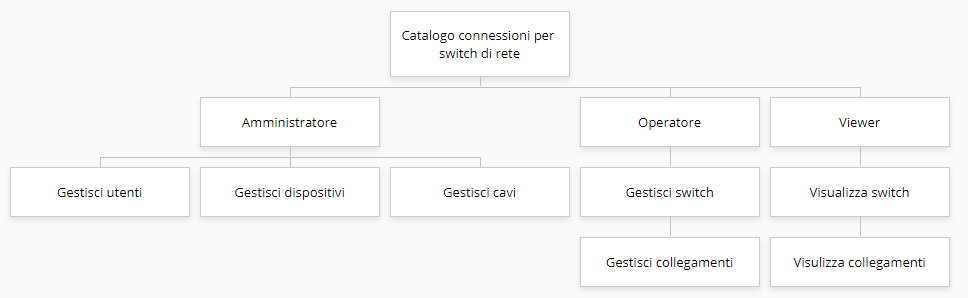 Catalogo connessioni per
switch di rete
Amministratore
Operatore
Viewer
Gestisci utenti
Gestisci dispositivi
Gestisci cavi
Gestisci switch
Visualizza switch
Gestisci collegamenti
Visulizza collegamenti